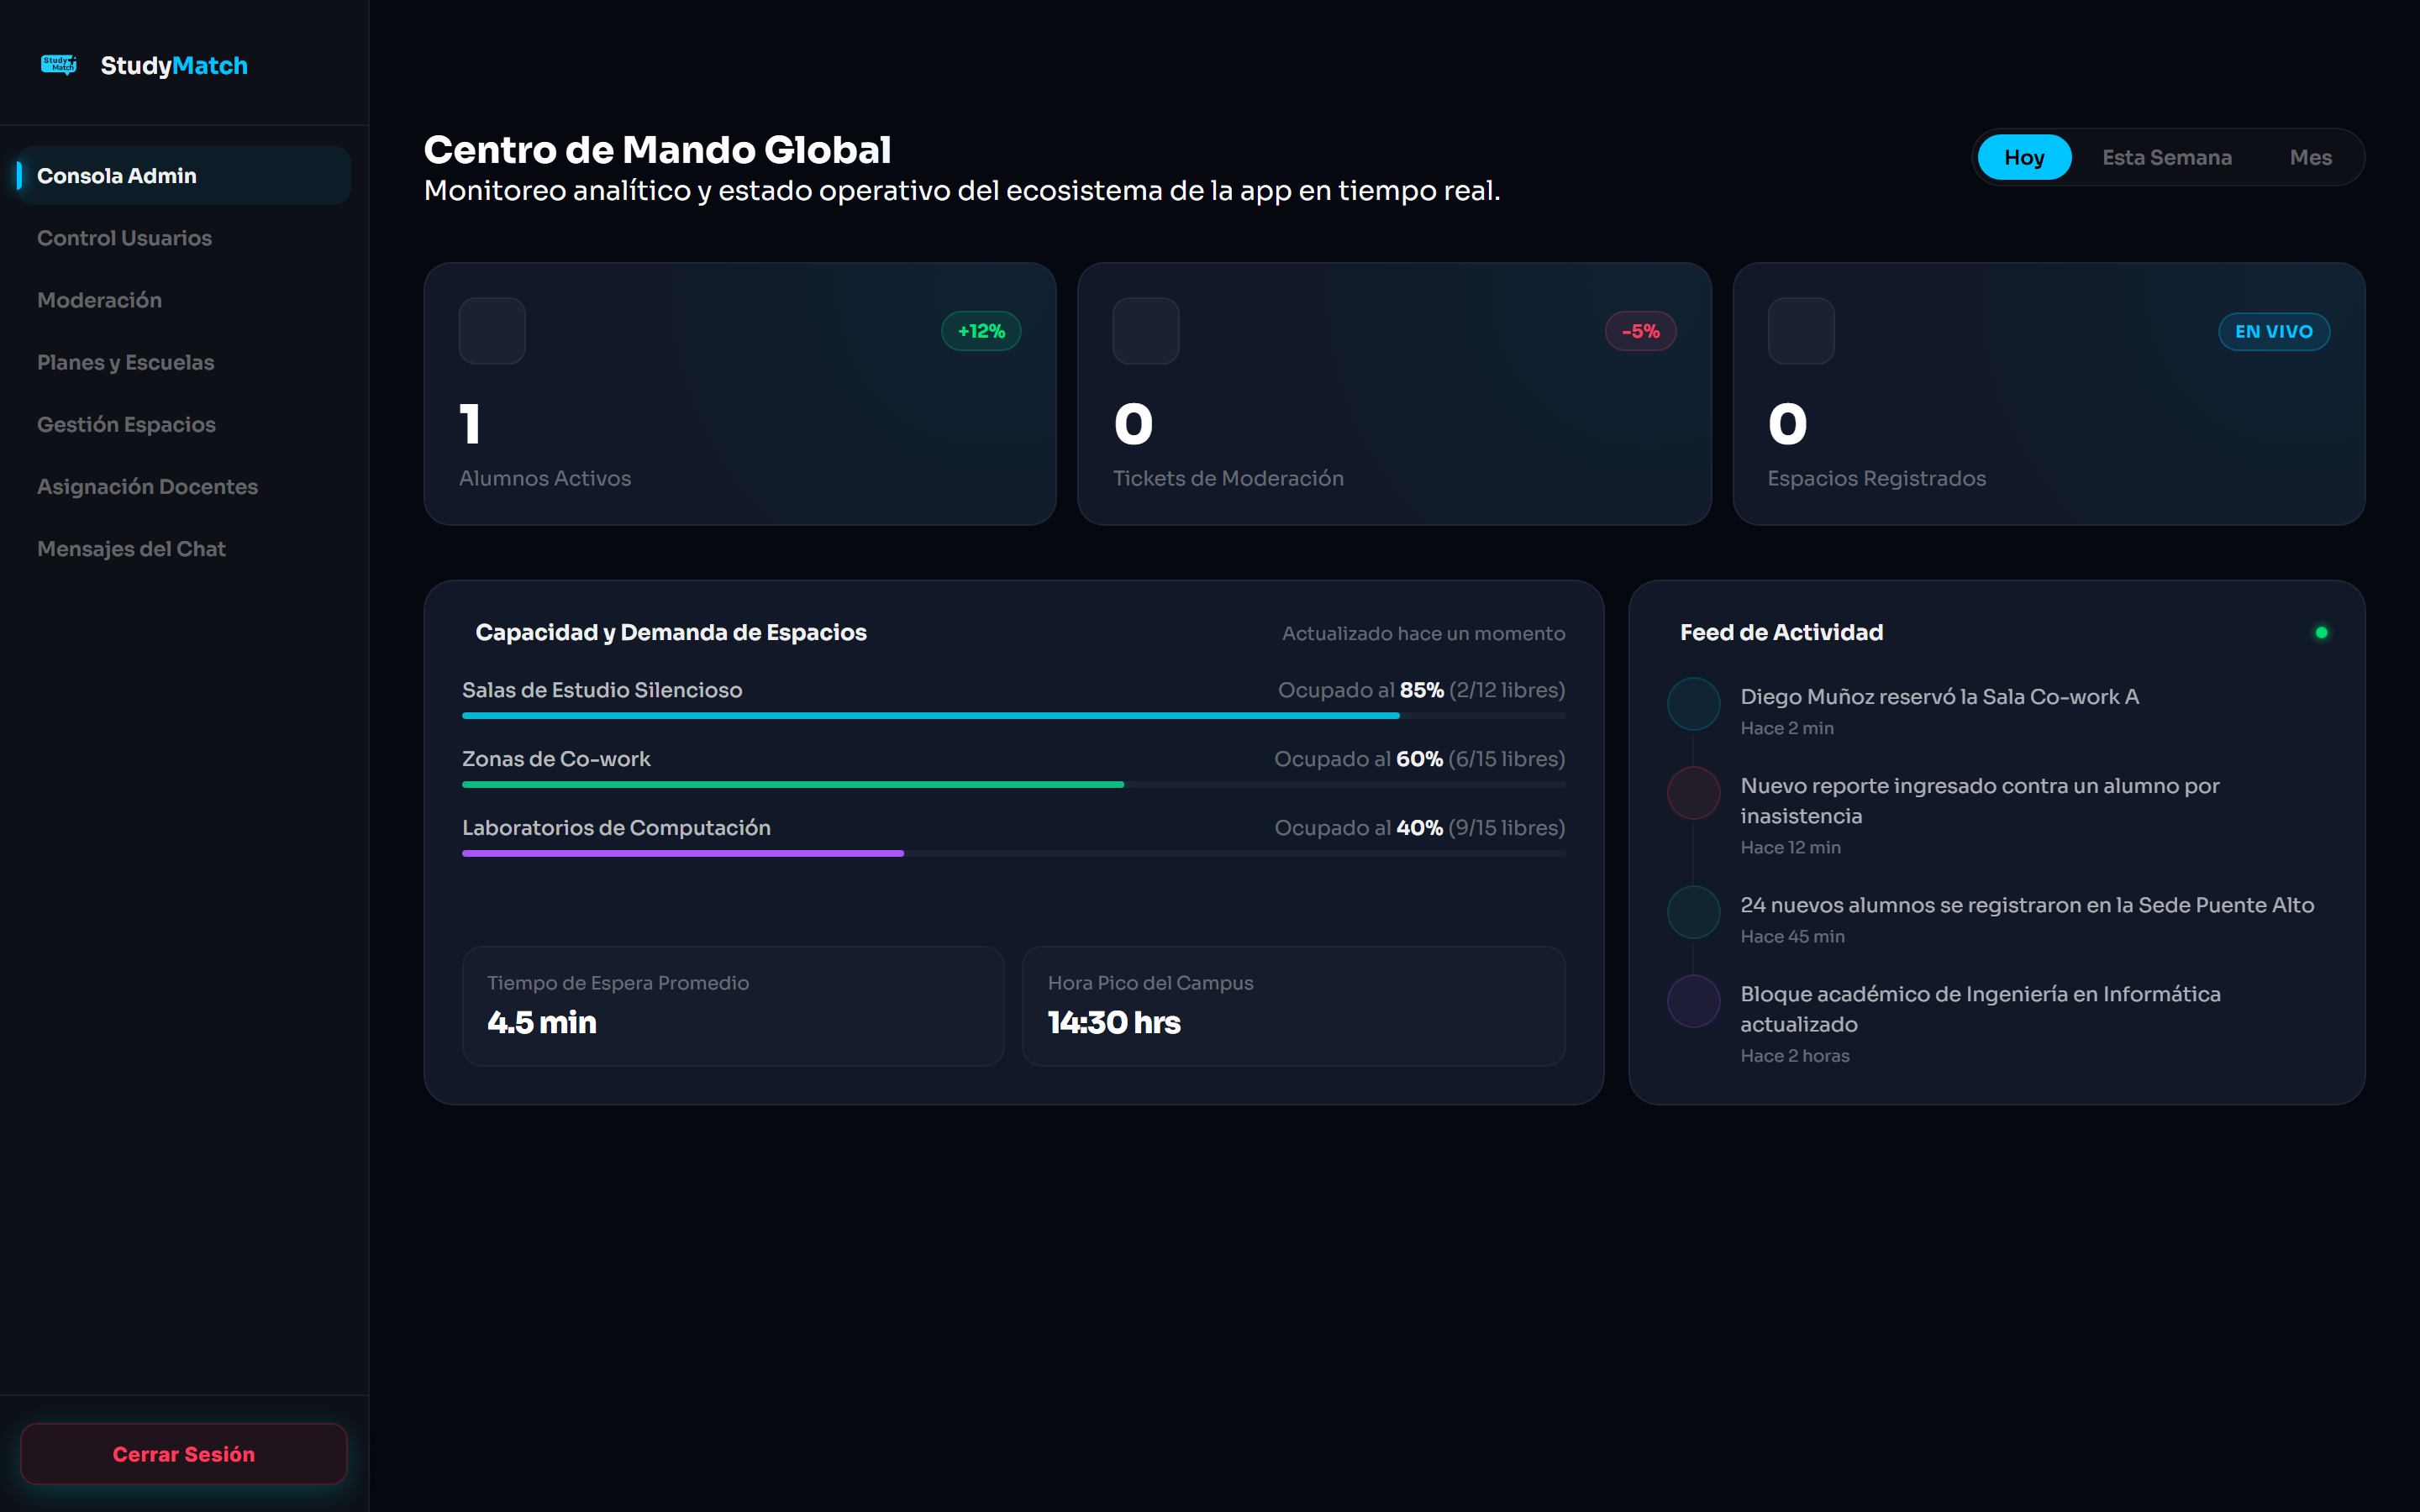 Study
Match
StudyMatch
Consola Admin
Control Usuarios
Moderación
Planes y Escuelas
Gestión Espacios
Asignación Docentes
Mensajes del Chat
Cerrar Sesión
Centro de Mando Global
Monitoreo analítico y estado operativo del ecosistema de la app en tiempo real.
Hoy
Esta Semana
Mes
+12%
1
Alumnos Activos
-5%
0
Tickets de Moderación
EN VIVO
0
Espacios Registrados
Capacidad y Demanda de Espacios
Actualizado hace un momento
Salas de Estudio Silencioso
Ocupado al 85% (2/12 libres)
Zonas de Co-work
Ocupado al 60% (6/15 libres)
Laboratorios de Computación
Ocupado al 40% (9/15 libres)
Tiempo de Espera Promedio
4.5 min
Hora Pico del Campus
14:30 hrs
Feed de Actividad
Diego Muñoz reservó la Sala Co-work A
Hace 2 min
Nuevo reporte ingresado contra un alumno por
inasistencia
Hace 12 min
24 nuevos alumnos se registraron en la Sede Puente Alto
Hace 45 min
Bloque académico de Ingeniería en Informática
actualizado
Hace 2 horas